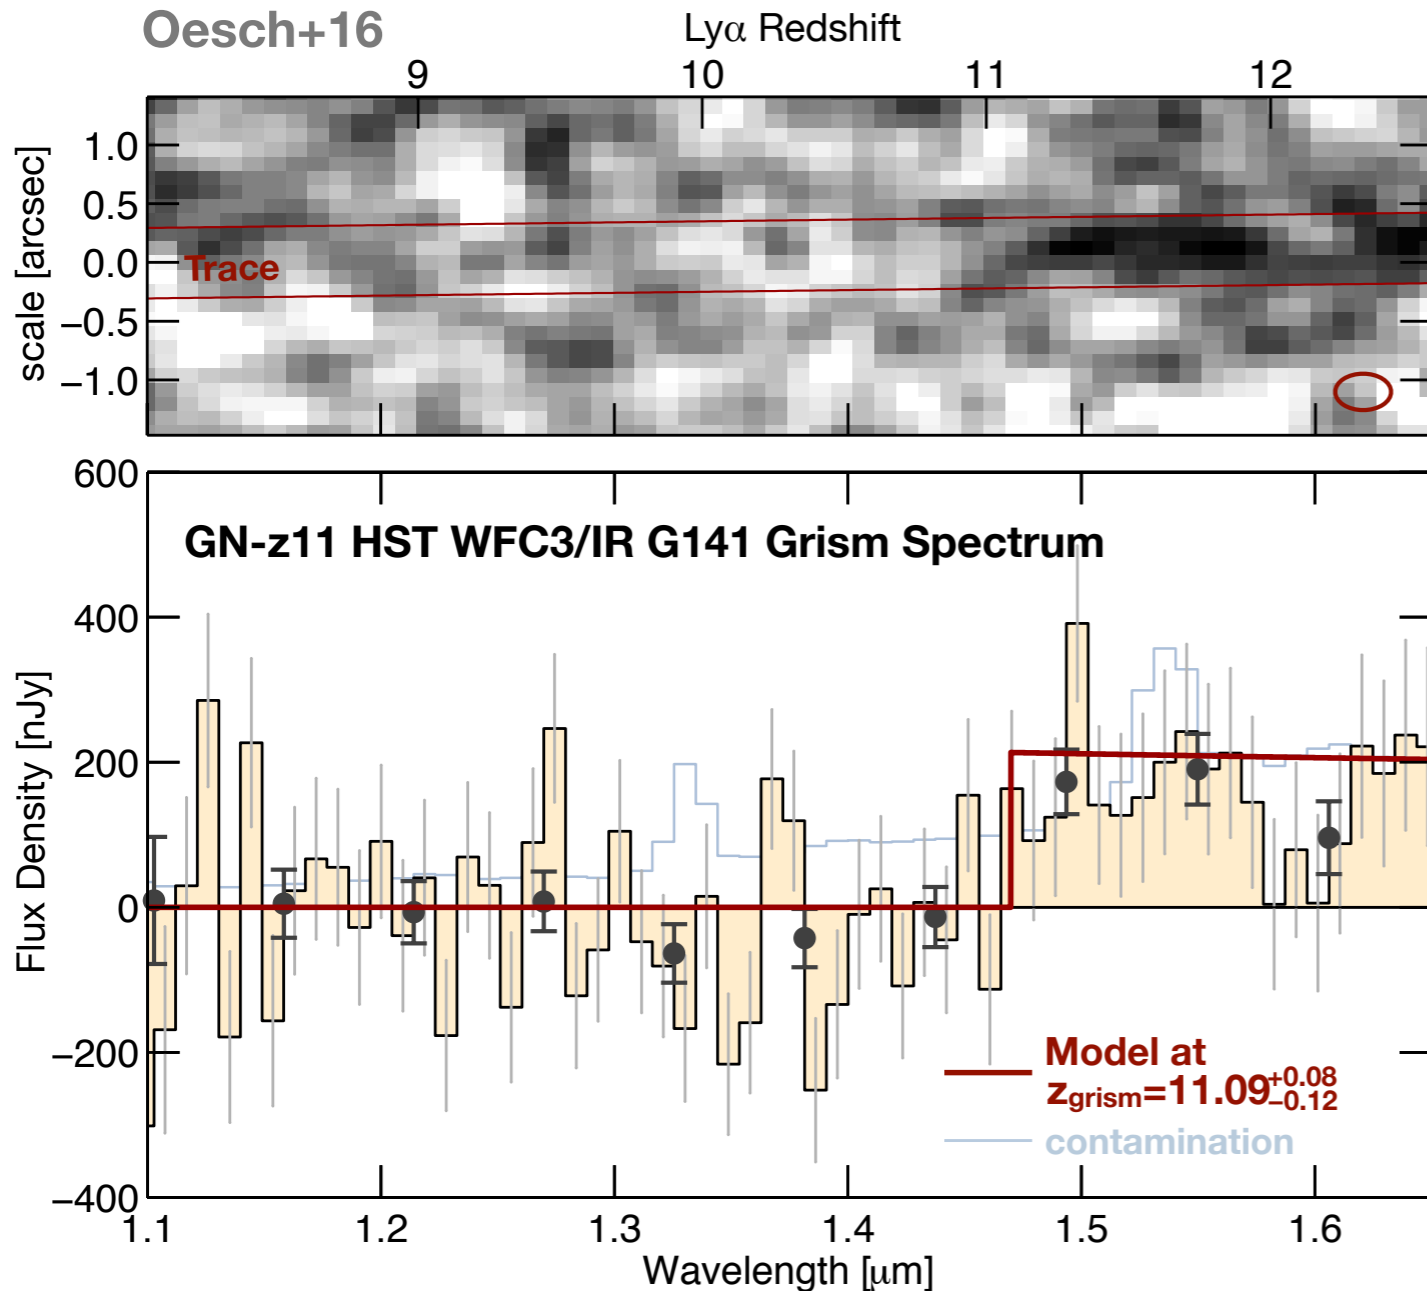 Oesch+16
Lyα Redshift
9 10 11 12
scale [arcsec]
1.0
0.5
0.0
−0.5
−1.0
Trace
GN-z11 HST WFC3/IR G141 Grism Spectrum
Flux Density [nJy]
600
400
200
0
−200
−400
Model at
zgrism=11.09+0.08−0.12
contamination
1.1 1.2 1.3 1.4 1.5 1.6
Wavelength [μm]